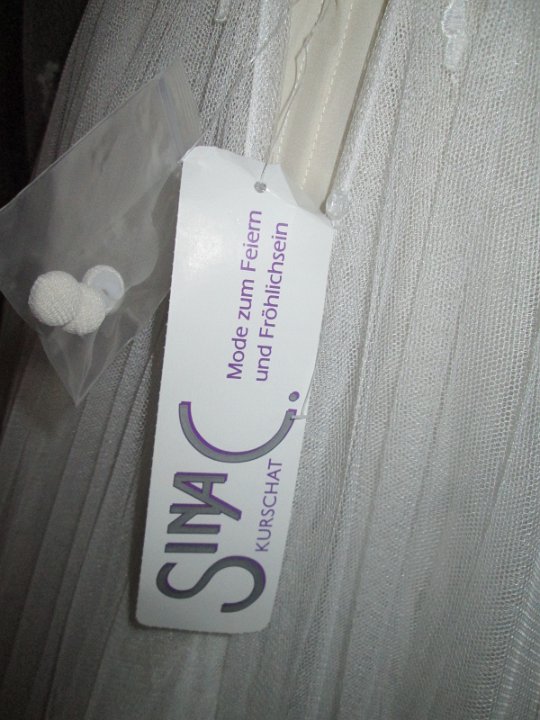 Mode zum Feiern
und Fröhlichsein
SINA C.
KURSCHAT